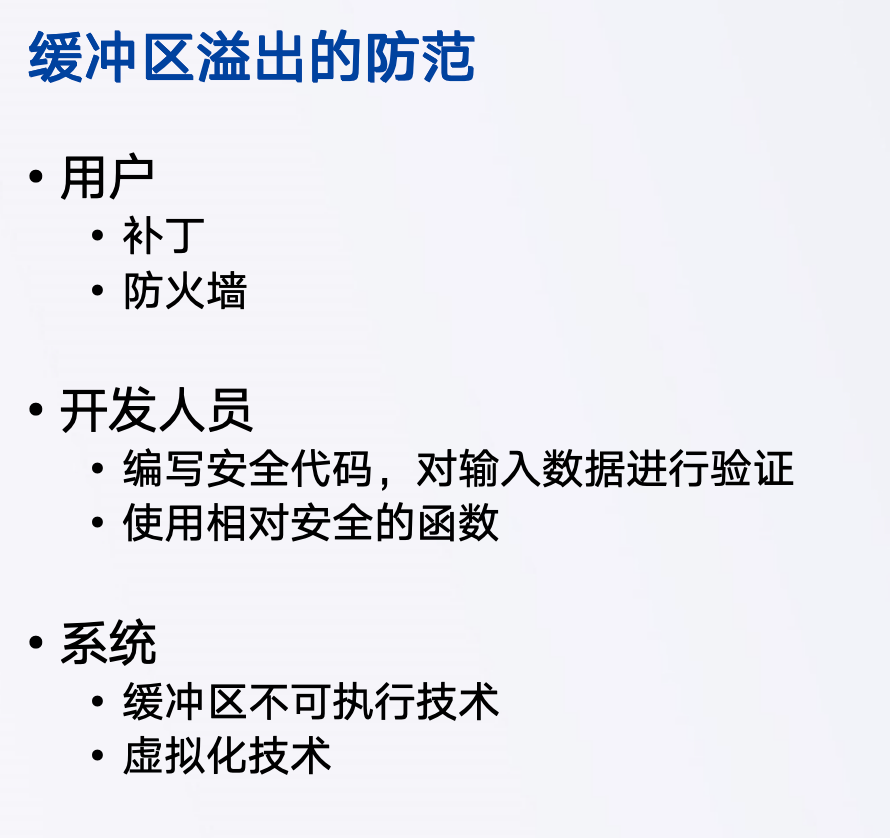 缓冲区溢出的防范
• 用户
• 补丁
• 防火墙
• 开发人员
• 编写安全代码，对输入数据进行验证
• 使用相对安全的函数
• 系统
• 缓冲区不可执行技术
• 虚拟化技术